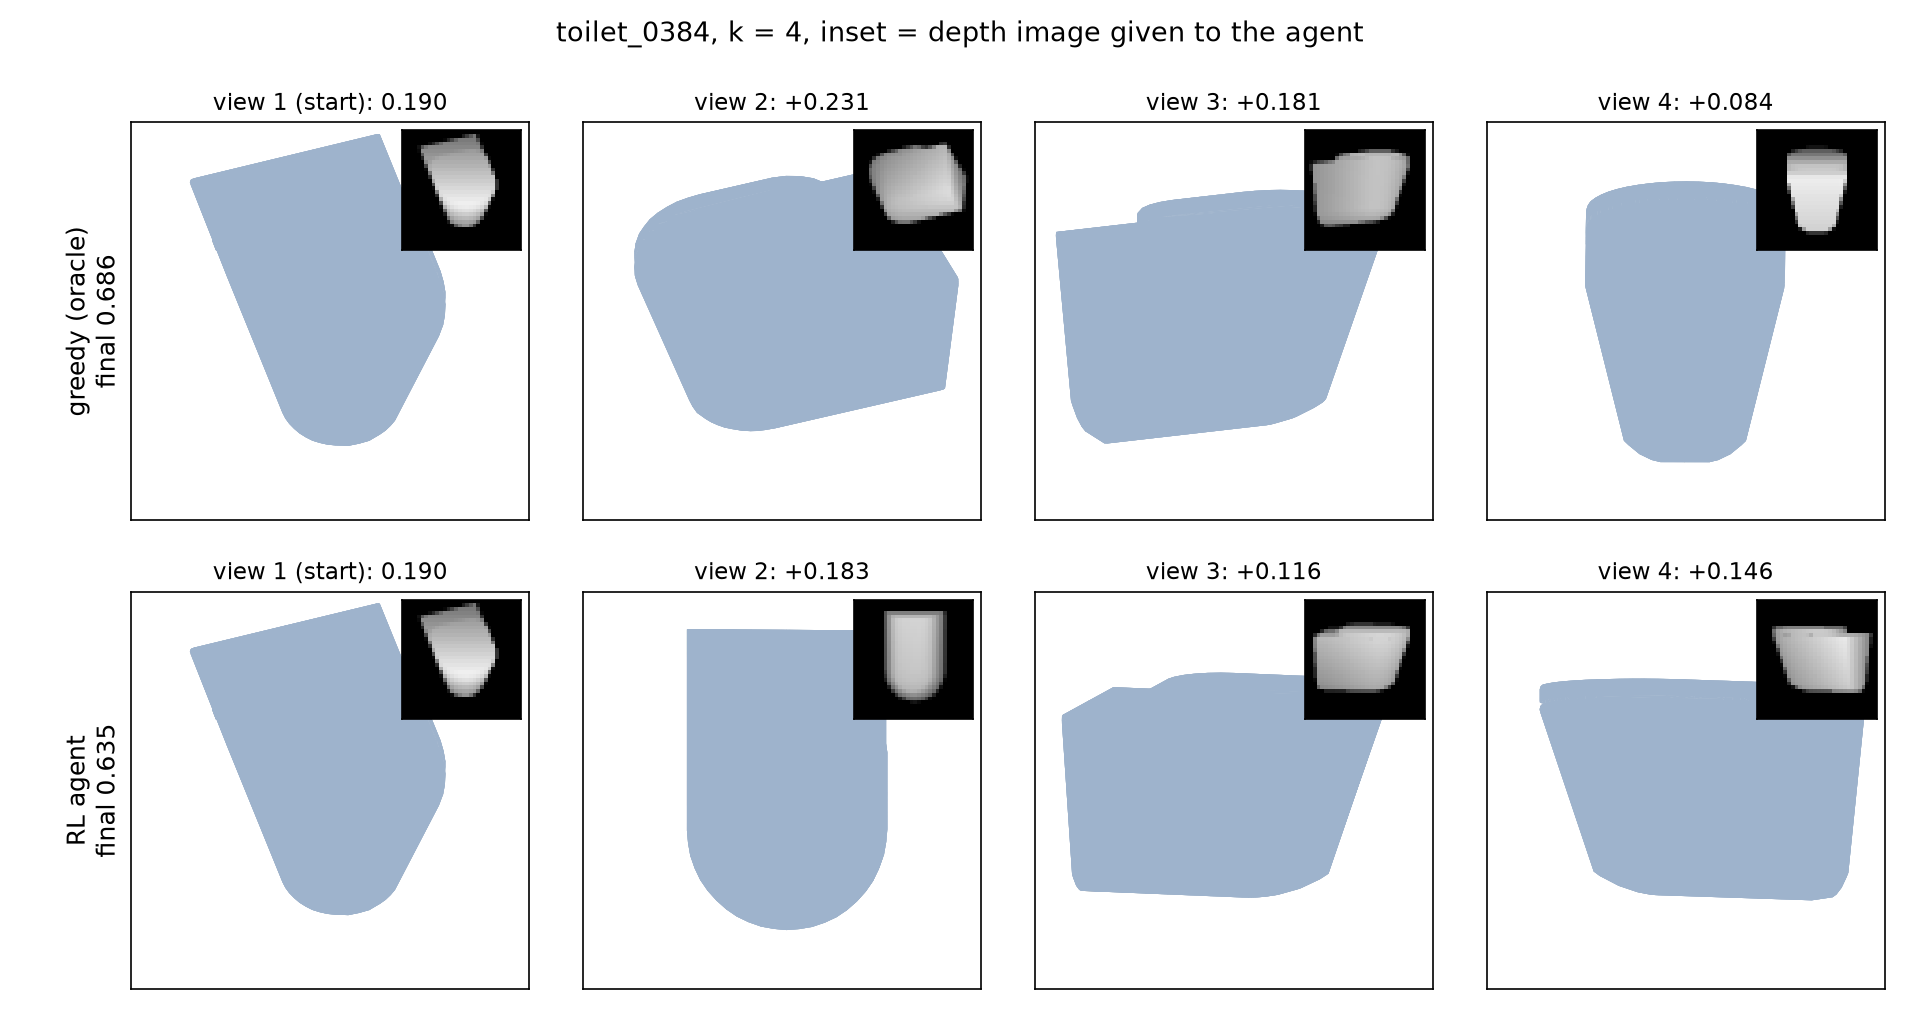 toilet_0384, k = 4, inset = depth image given to the agent
greedy (oracle)
final 0.686
view 1 (start): 0.190
view 2: +0.231
view 3: +0.181
view 4: +0.084
RL agent
final 0.635
view 1 (start): 0.190
view 2: +0.183
view 3: +0.116
view 4: +0.146